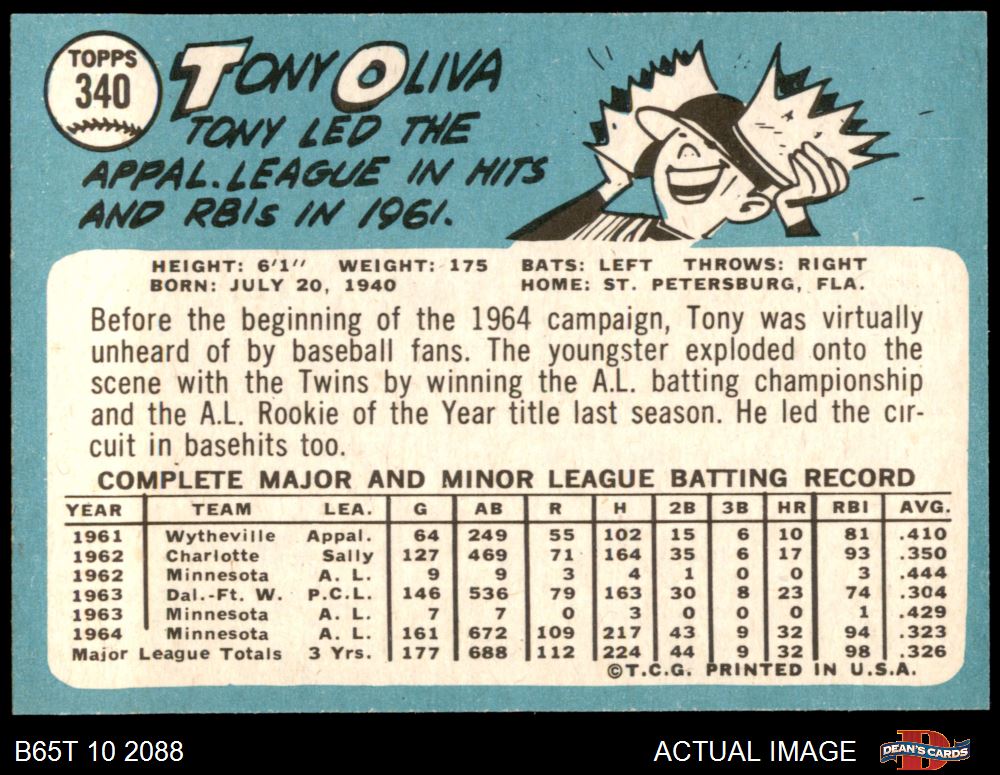 TOPPS
340
TONY OLIVA
TONY LED THE
APPAL. LEAGUE IN HITS
AND RBIs IN 1961.
HEIGHT: 6'1" WEIGHT: 175 BATS: LEFT THROWS: RIGHT
BORN: JULY 20, 1940 HOME: ST. PETERSBURG, FLA.
Before the beginning of the 1964 campaign, Tony was virtually
unheard of by baseball fans. The youngster exploded onto the
scene with the Twins by winning the A.L. batting championship
and the A.L. Rookie of the Year title last season. He led the cir-
cuit in basehits too.
COMPLETE MAJOR AND MINOR LEAGUE BATTING RECORD
YEAR TEAM LEA. G AB R H 2B 3B HR RBI AVG.
1961 Wytheville Appal. 64 249 55 102 15 6 10 81 .410
1962 Charlotte Sally 127 469 71 164 35 6 17 93 .350
1962 Minnesota A. L. 9 9 3 4 1 0 0 3 .444
1963 Dal.-Ft. W. P.C.L. 146 536 79 163 30 8 23 74 .304
1963 Minnesota A. L. 7 7 0 3 0 0 0 1 .429
1964 Minnesota A. L. 161 672 109 217 43 9 32 94 .323
Major League Totals 3 Yrs. 177 688 112 224 44 9 32 98 .326
©T.C.G. PRINTED IN U.S.A.
B65T 10 2088 ACTUAL IMAGE DEAN'S CARDS